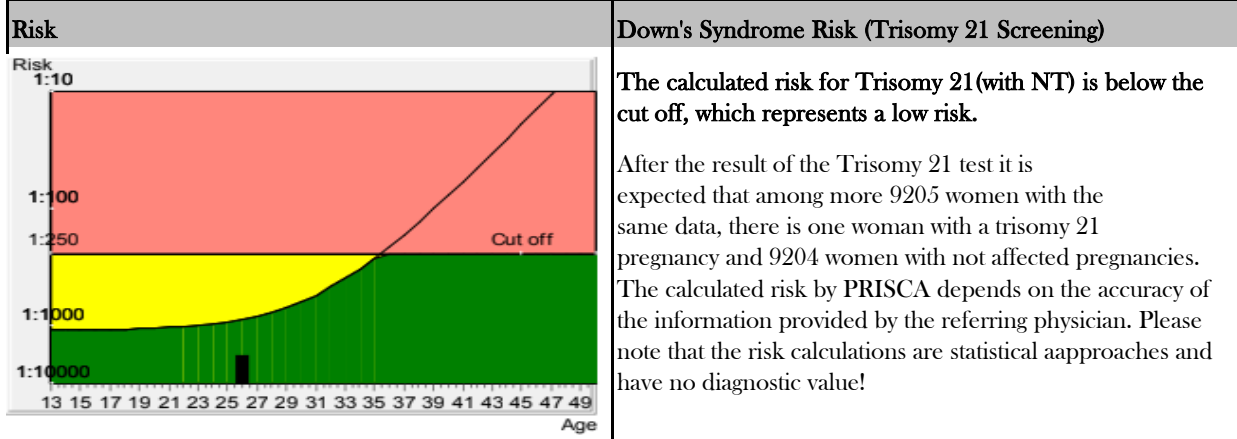 Risk
Down's Syndrome Risk (Trisomy 21 Screening)
Risk
1:10
1:100
1:250
Cut off
1:1000
1:10000
13 15 17 19 21 23 25 27 29 31 33 35 37 39 41 43 45 47 49
Age
The calculated risk for Trisomy 21(with NT) is below the
cut off, which represents a low risk.
After the result of the Trisomy 21 test it is
expected that among more 9205 women with the
same data, there is one woman with a trisomy 21
pregnancy and 9204 women with not affected pregnancies.
The calculated risk by PRISCA depends on the accuracy of
the information provided by the referring physician. Please
note that the risk calculations are statistical aapproaches and
have no diagnostic value!